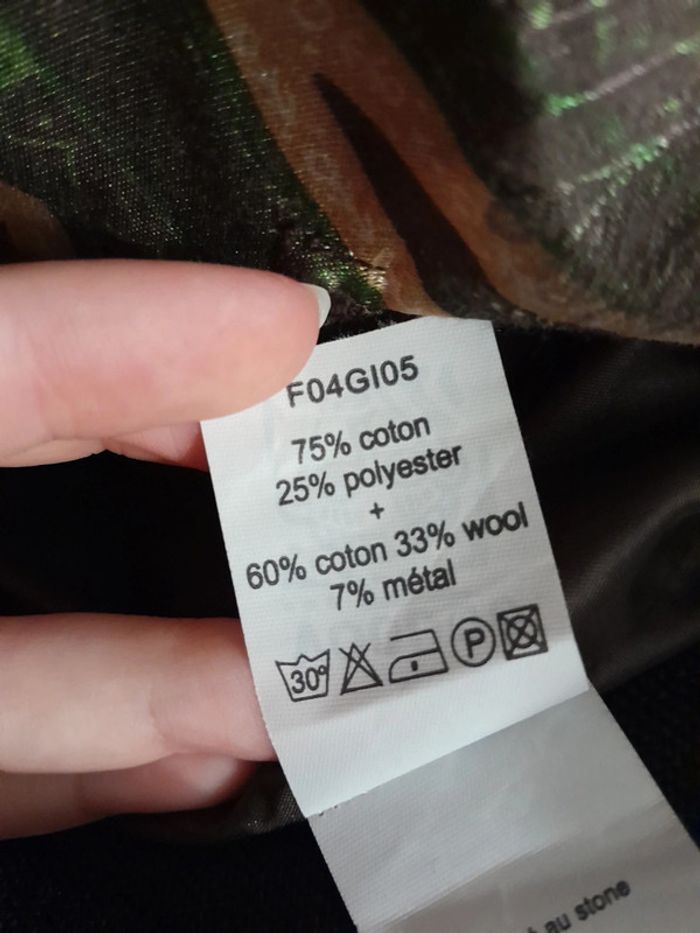 F04GI05
75% coton
25% polyester
+
60% coton 33% wool
7% métal
30°
P
au stone